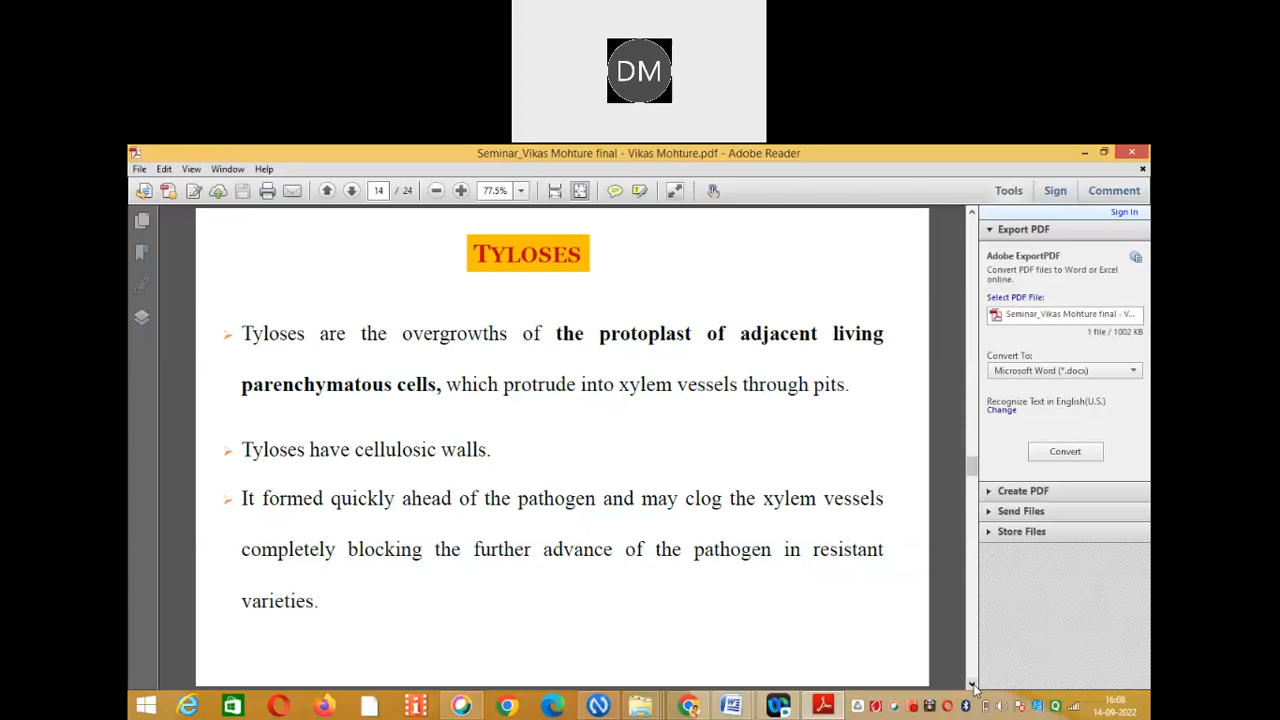 DM
Seminar_Vikas Mohture final - Vikas Mohture.pdf - Adobe Reader
File Edit View Window Help
14 / 24 77.5% Tools Sign Comment
Sign In
TYLOSES
Tyloses are the overgrowths of the protoplast of adjacent living
parenchymatous cells, which protrude into xylem vessels through pits.
Tyloses have cellulosic walls.
It formed quickly ahead of the pathogen and may clog the xylem vessels
completely blocking the further advance of the pathogen in resistant
varieties.
Export PDF
Adobe ExportPDF
Convert PDF files to Word or Excel
online.
Select PDF File:
Seminar_Vikas Mohture final - V...
1 file / 1002 KB
Convert To:
Microsoft Word (*.docx)
Recognize Text in English(U.S.)
Change
Convert
Create PDF
Send Files
Store Files
16:08
14-09-2022